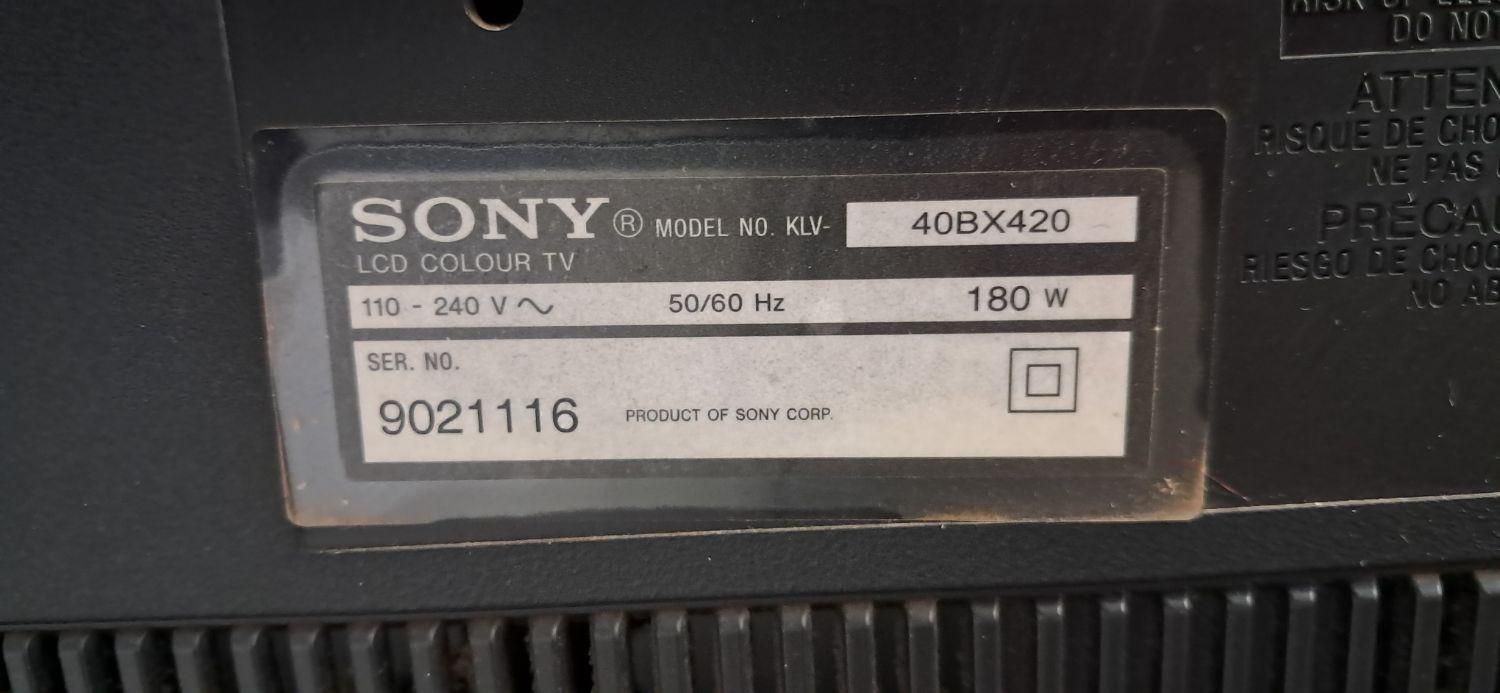 SONY® MODEL NO. KLV- 40BX420
LCD COLOUR TV
110 - 240 V ~ 50/60 Hz 180 W
SER. NO.
9021116 PRODUCT OF SONY CORP.
DO NOT
ATTEN
RISQUE DE CHO
NE PAS
PRÉCAU
RIESGO DE CHOQ
NO AB